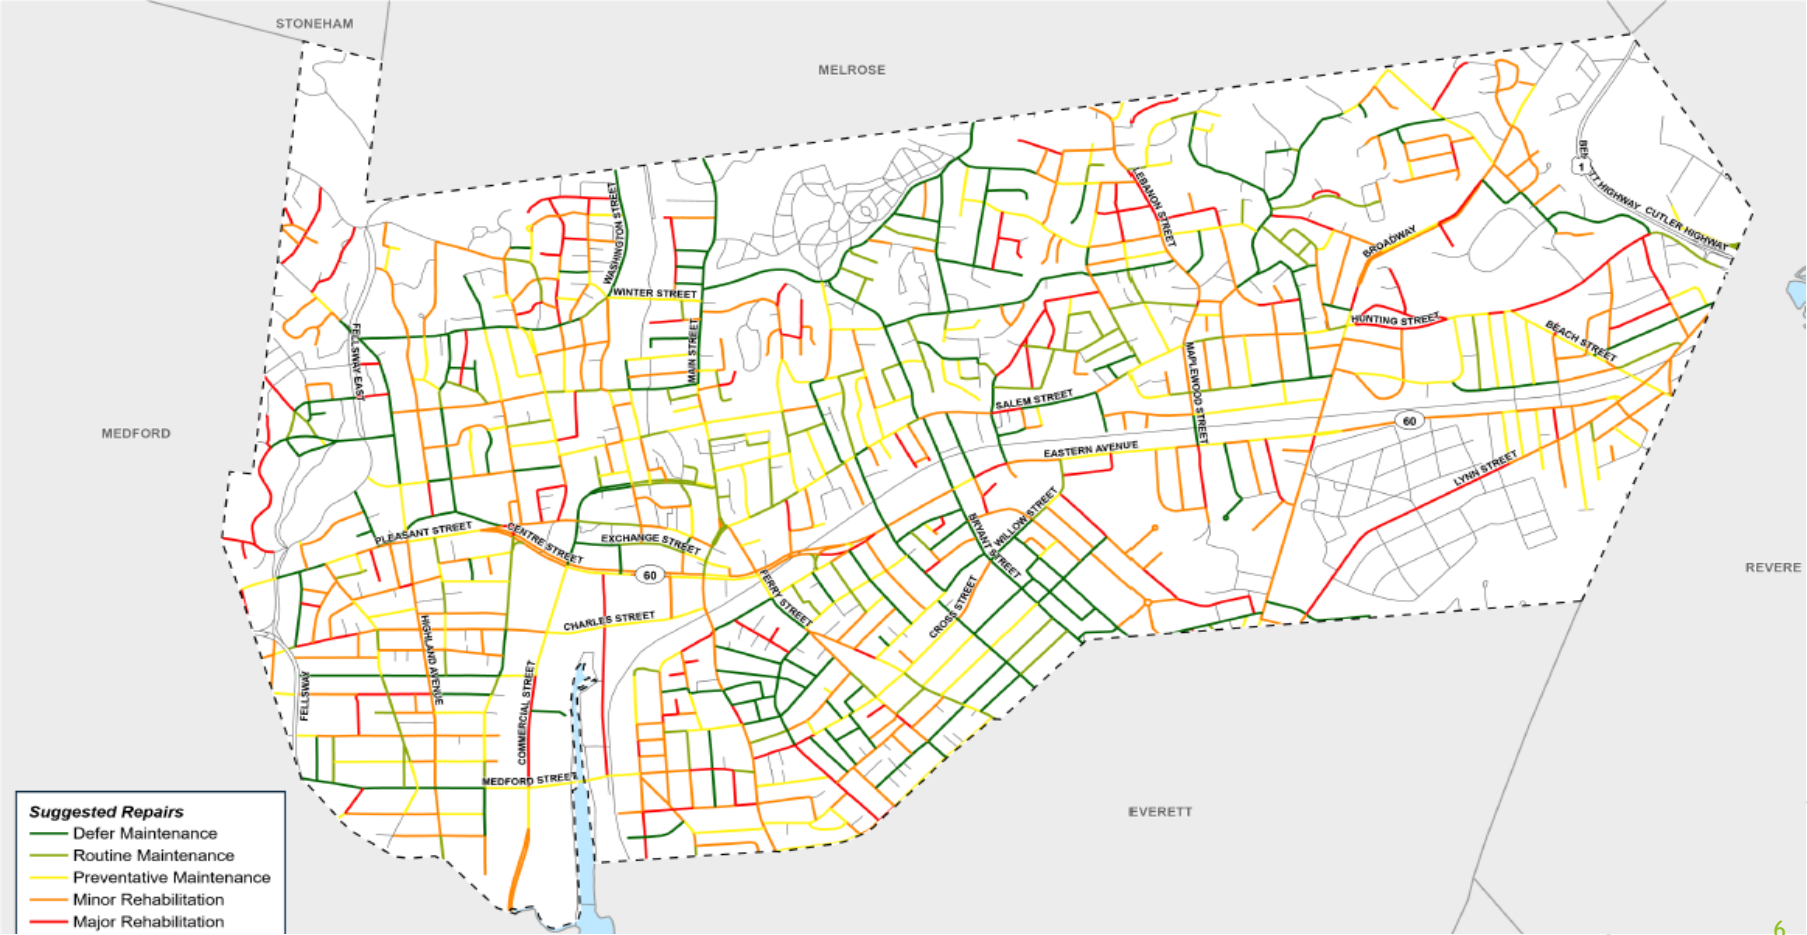 STONEHAM
MELROSE
BENNETT HIGHWAY
1
CUTLER HIGHWAY
LEBANON STREET
WASHINGTON STREET
BROADWAY
WINTER STREET
HUNTING STREET
BEACH STREET
FELLSWAY EAST
MAIN STREET
MAPLEWOOD STREET
SALEM STREET
60
MEDFORD
EASTERN AVENUE
LYNN STREET
PLEASANT STREET
CENTRE STREET
EXCHANGE STREET
BRYANT STREET
WILLOW STREET
60
REVERE
FERRY STREET
CROSS STREET
CHARLES STREET
HIGHLAND AVENUE
FELLSWAY
COMMERCIAL STREET
MEDFORD STREET
EVERETT
Suggested Repairs
Defer Maintenance
Routine Maintenance
Preventative Maintenance
Minor Rehabilitation
Major Rehabilitation
6